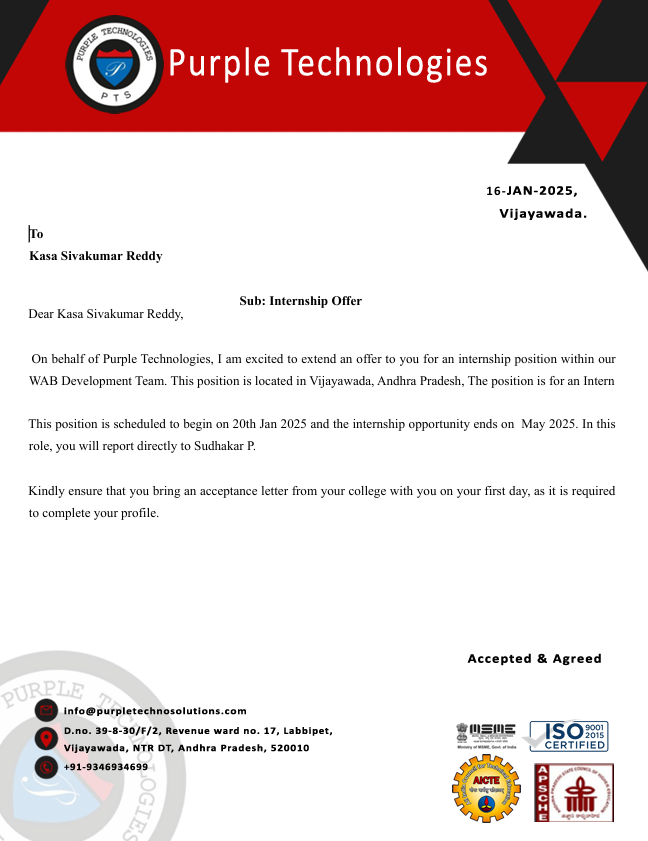 PURPLE TECHNOLOGIES
P
PTS
Purple Technologies
16-JAN-2025,
Vijayawada.
To
Kasa Sivakumar Reddy
Sub: Internship Offer
Dear Kasa Sivakumar Reddy,
On behalf of Purple Technologies, I am excited to extend an offer to you for an internship position within our
WAB Development Team. This position is located in Vijayawada, Andhra Pradesh, The position is for an Intern
This position is scheduled to begin on 20th Jan 2025 and the internship opportunity ends on  May 2025. In this
role, you will report directly to Sudhakar P.
Kindly ensure that you bring an acceptance letter from your college with you on your first day, as it is required
to complete your profile.
Accepted & Agreed
PURPLE TECHNOLOGIES
info@purpletechnosolutions.com
D.no. 39-8-30/F/2, Revenue ward no. 17, Labbipet,
Vijayawada, NTR DT, Andhra Pradesh, 520010
+91-9346934699
MSME
Ministry of MSME, Govt. of India
ISO 9001
2015
CERTIFIED
All India Council for Technical Education
AICTE
APSCHE